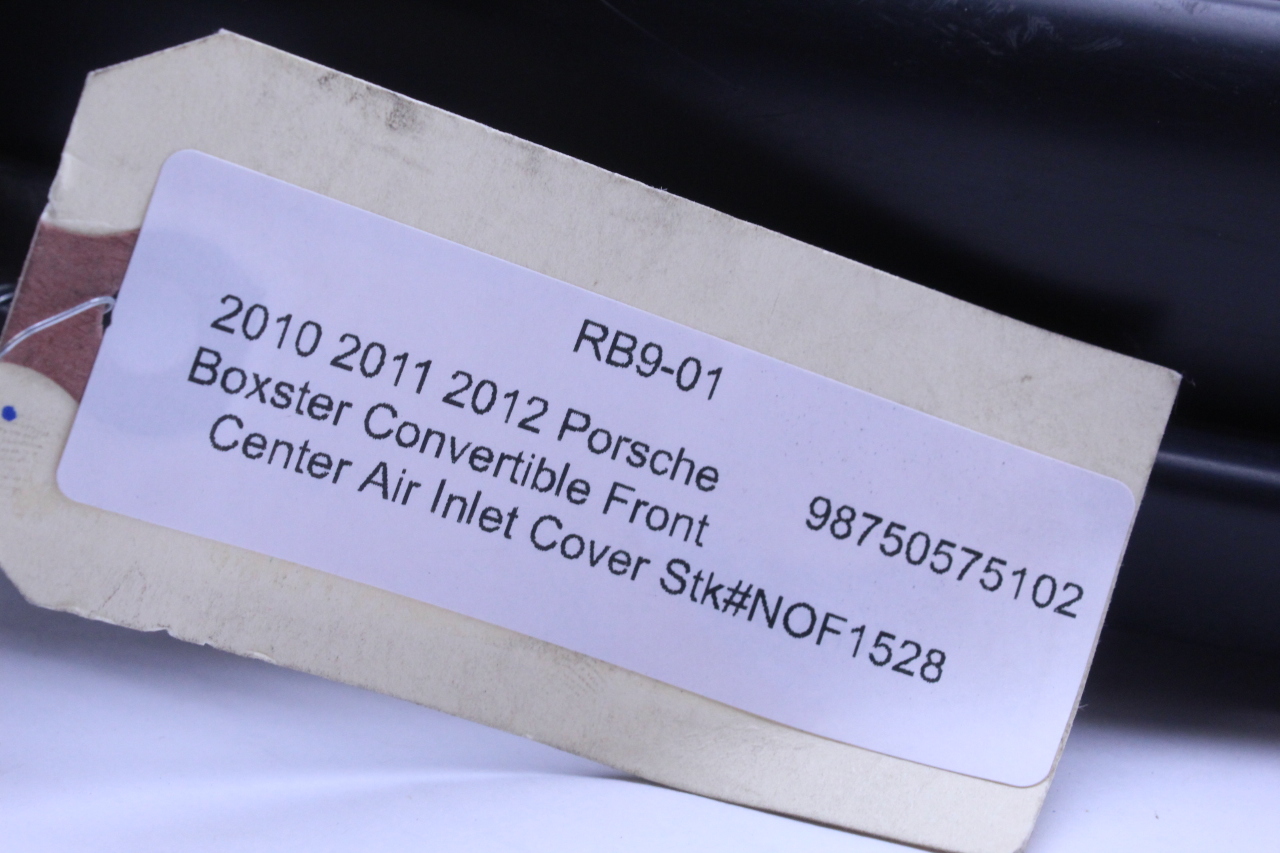 RB9-01
2010 2011 2012 Porsche
Boxster Convertible Front
98750575102
Center Air Inlet Cover Stk#NOF1528